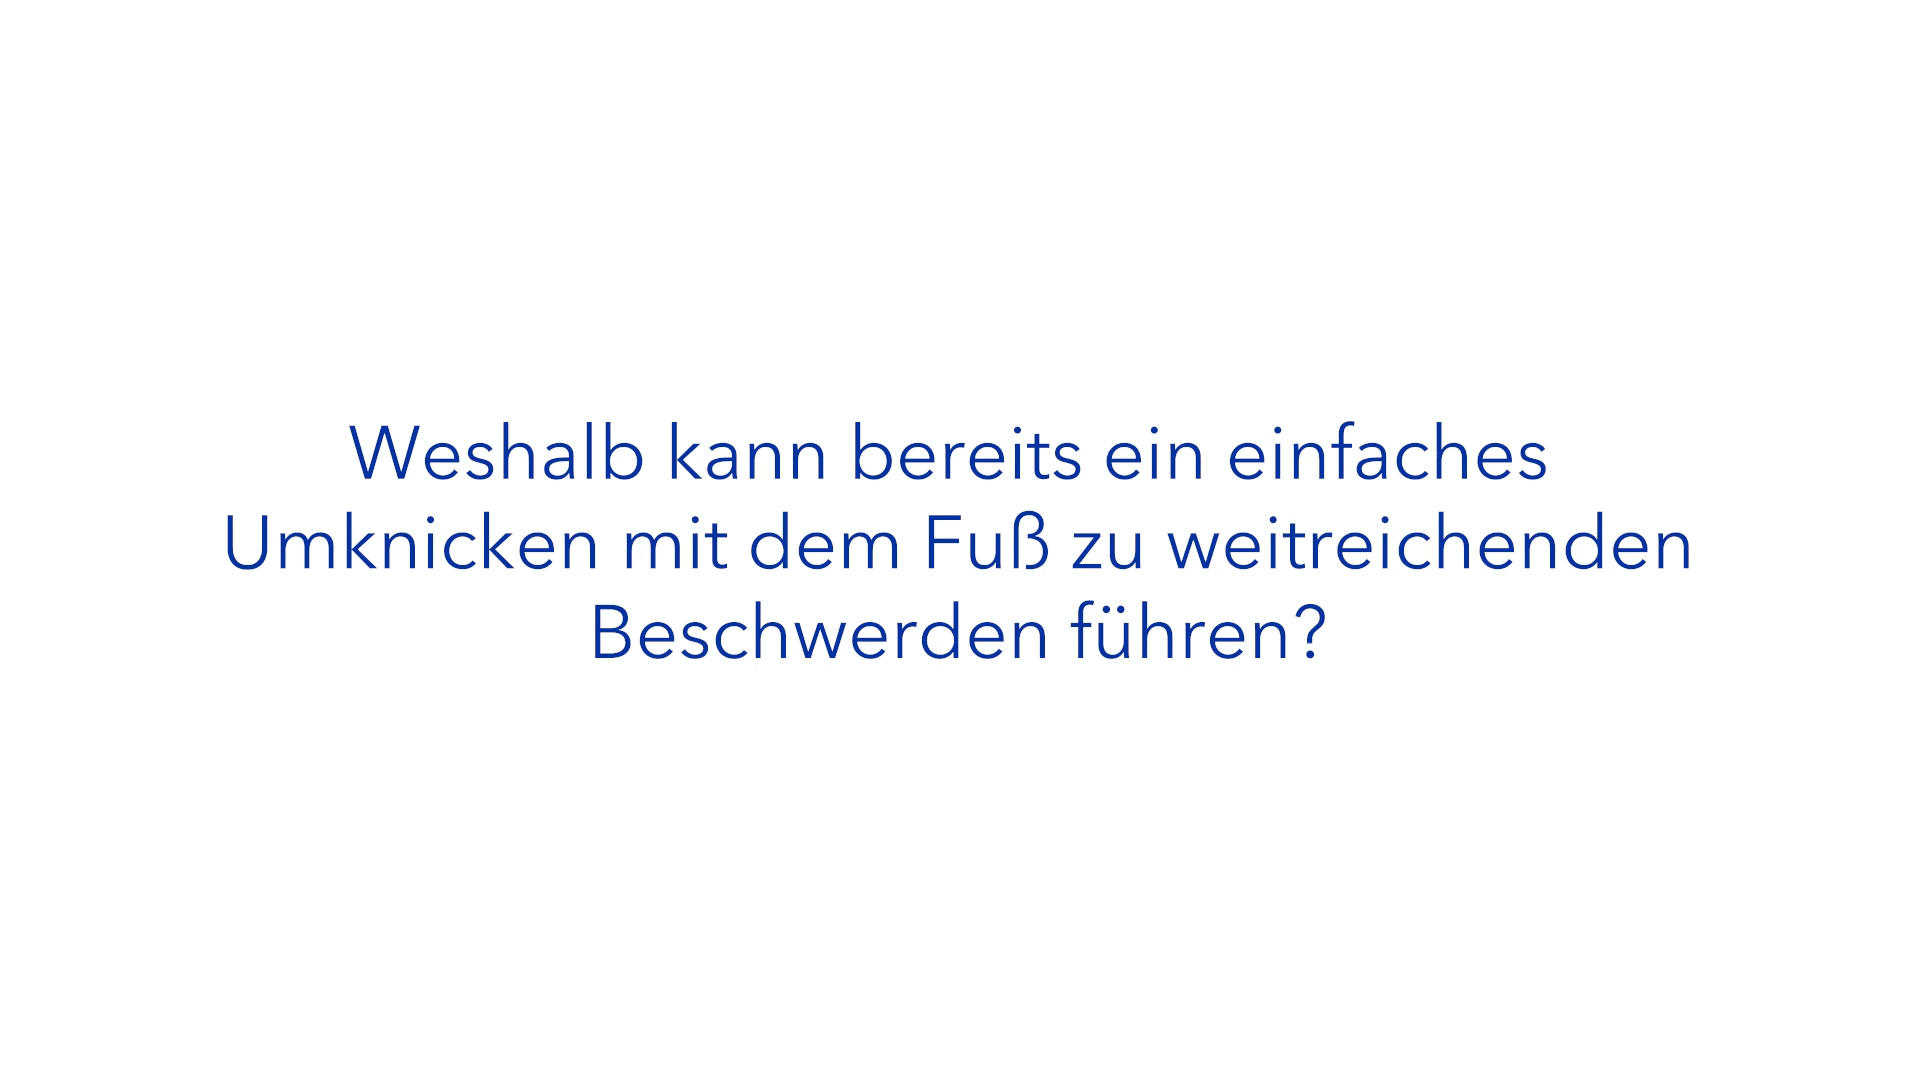 Weshalb kann bereits ein einfaches
Umknicken mit dem Fuß zu weitreichenden
Beschwerden führen?